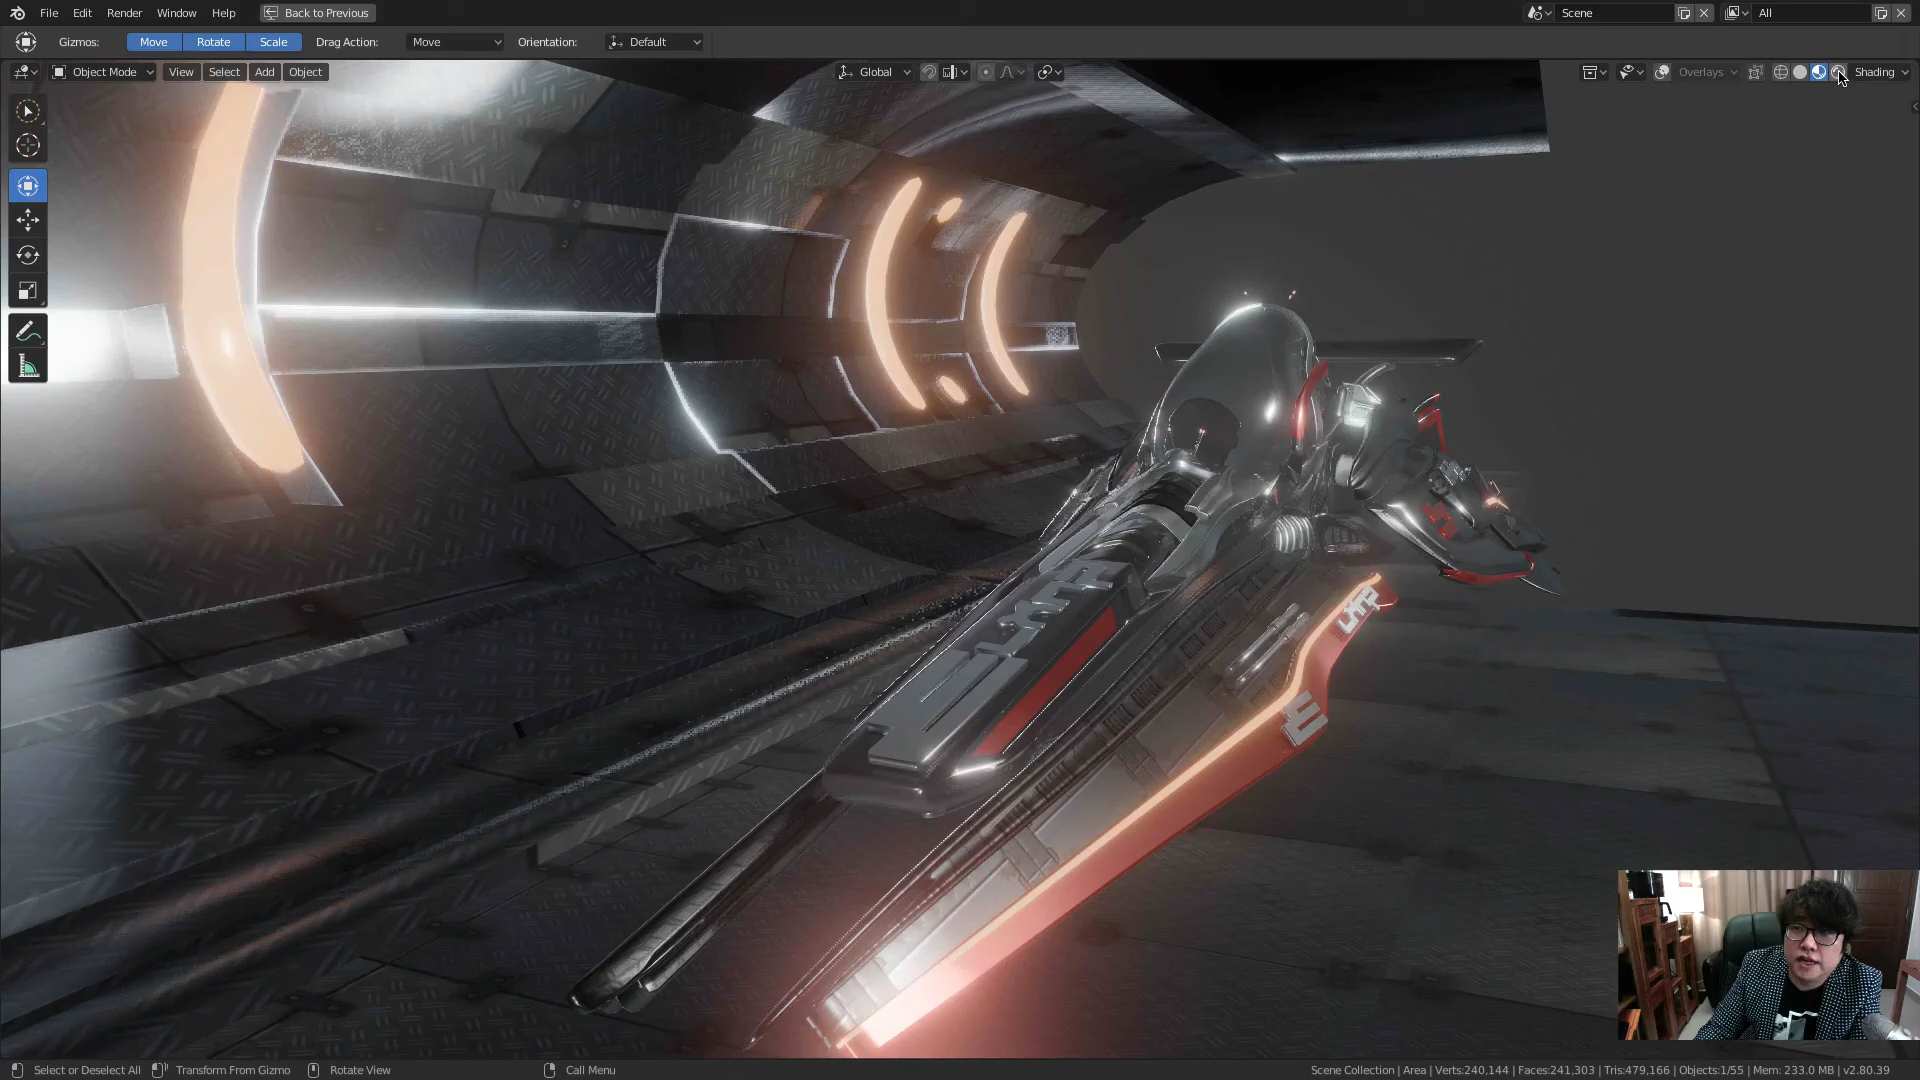 File Edit Render Window Help Back to Previous Scene All
Gizmos: Move Rotate Scale Drag Action: Move Orientation: Default
Object Mode View Select Add Object Global Overlays Shading
Select or Deselect All Transform From Gizmo Rotate View Call Menu Scene Collection | Area | Verts:240,144 | Faces:241,303 | Tris:479,166 | Objects:1/55 | Mem: 233.0 MB | v2.80.39